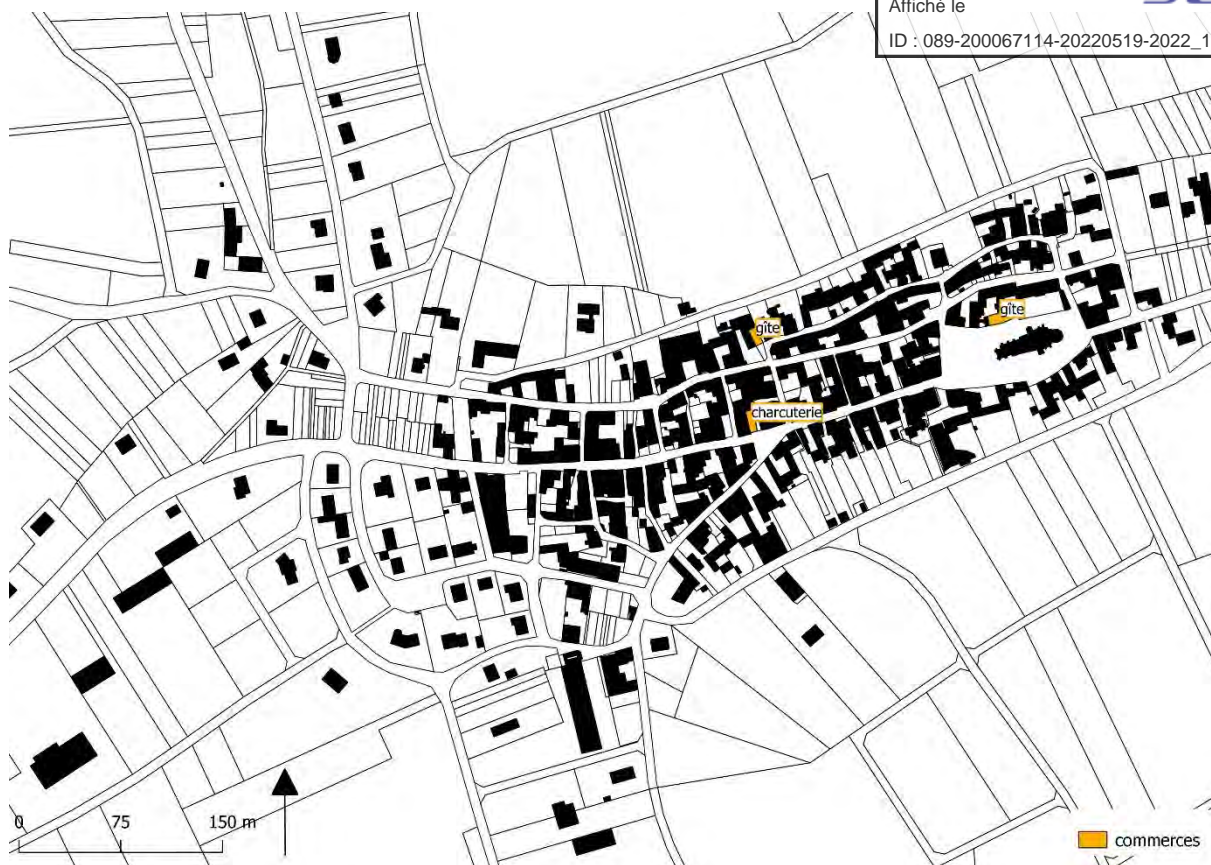 Affiché le
ID : 089-200067114-20220519-2022_1
gîte
gîte
charcuterie
0 75 150 m
commerces